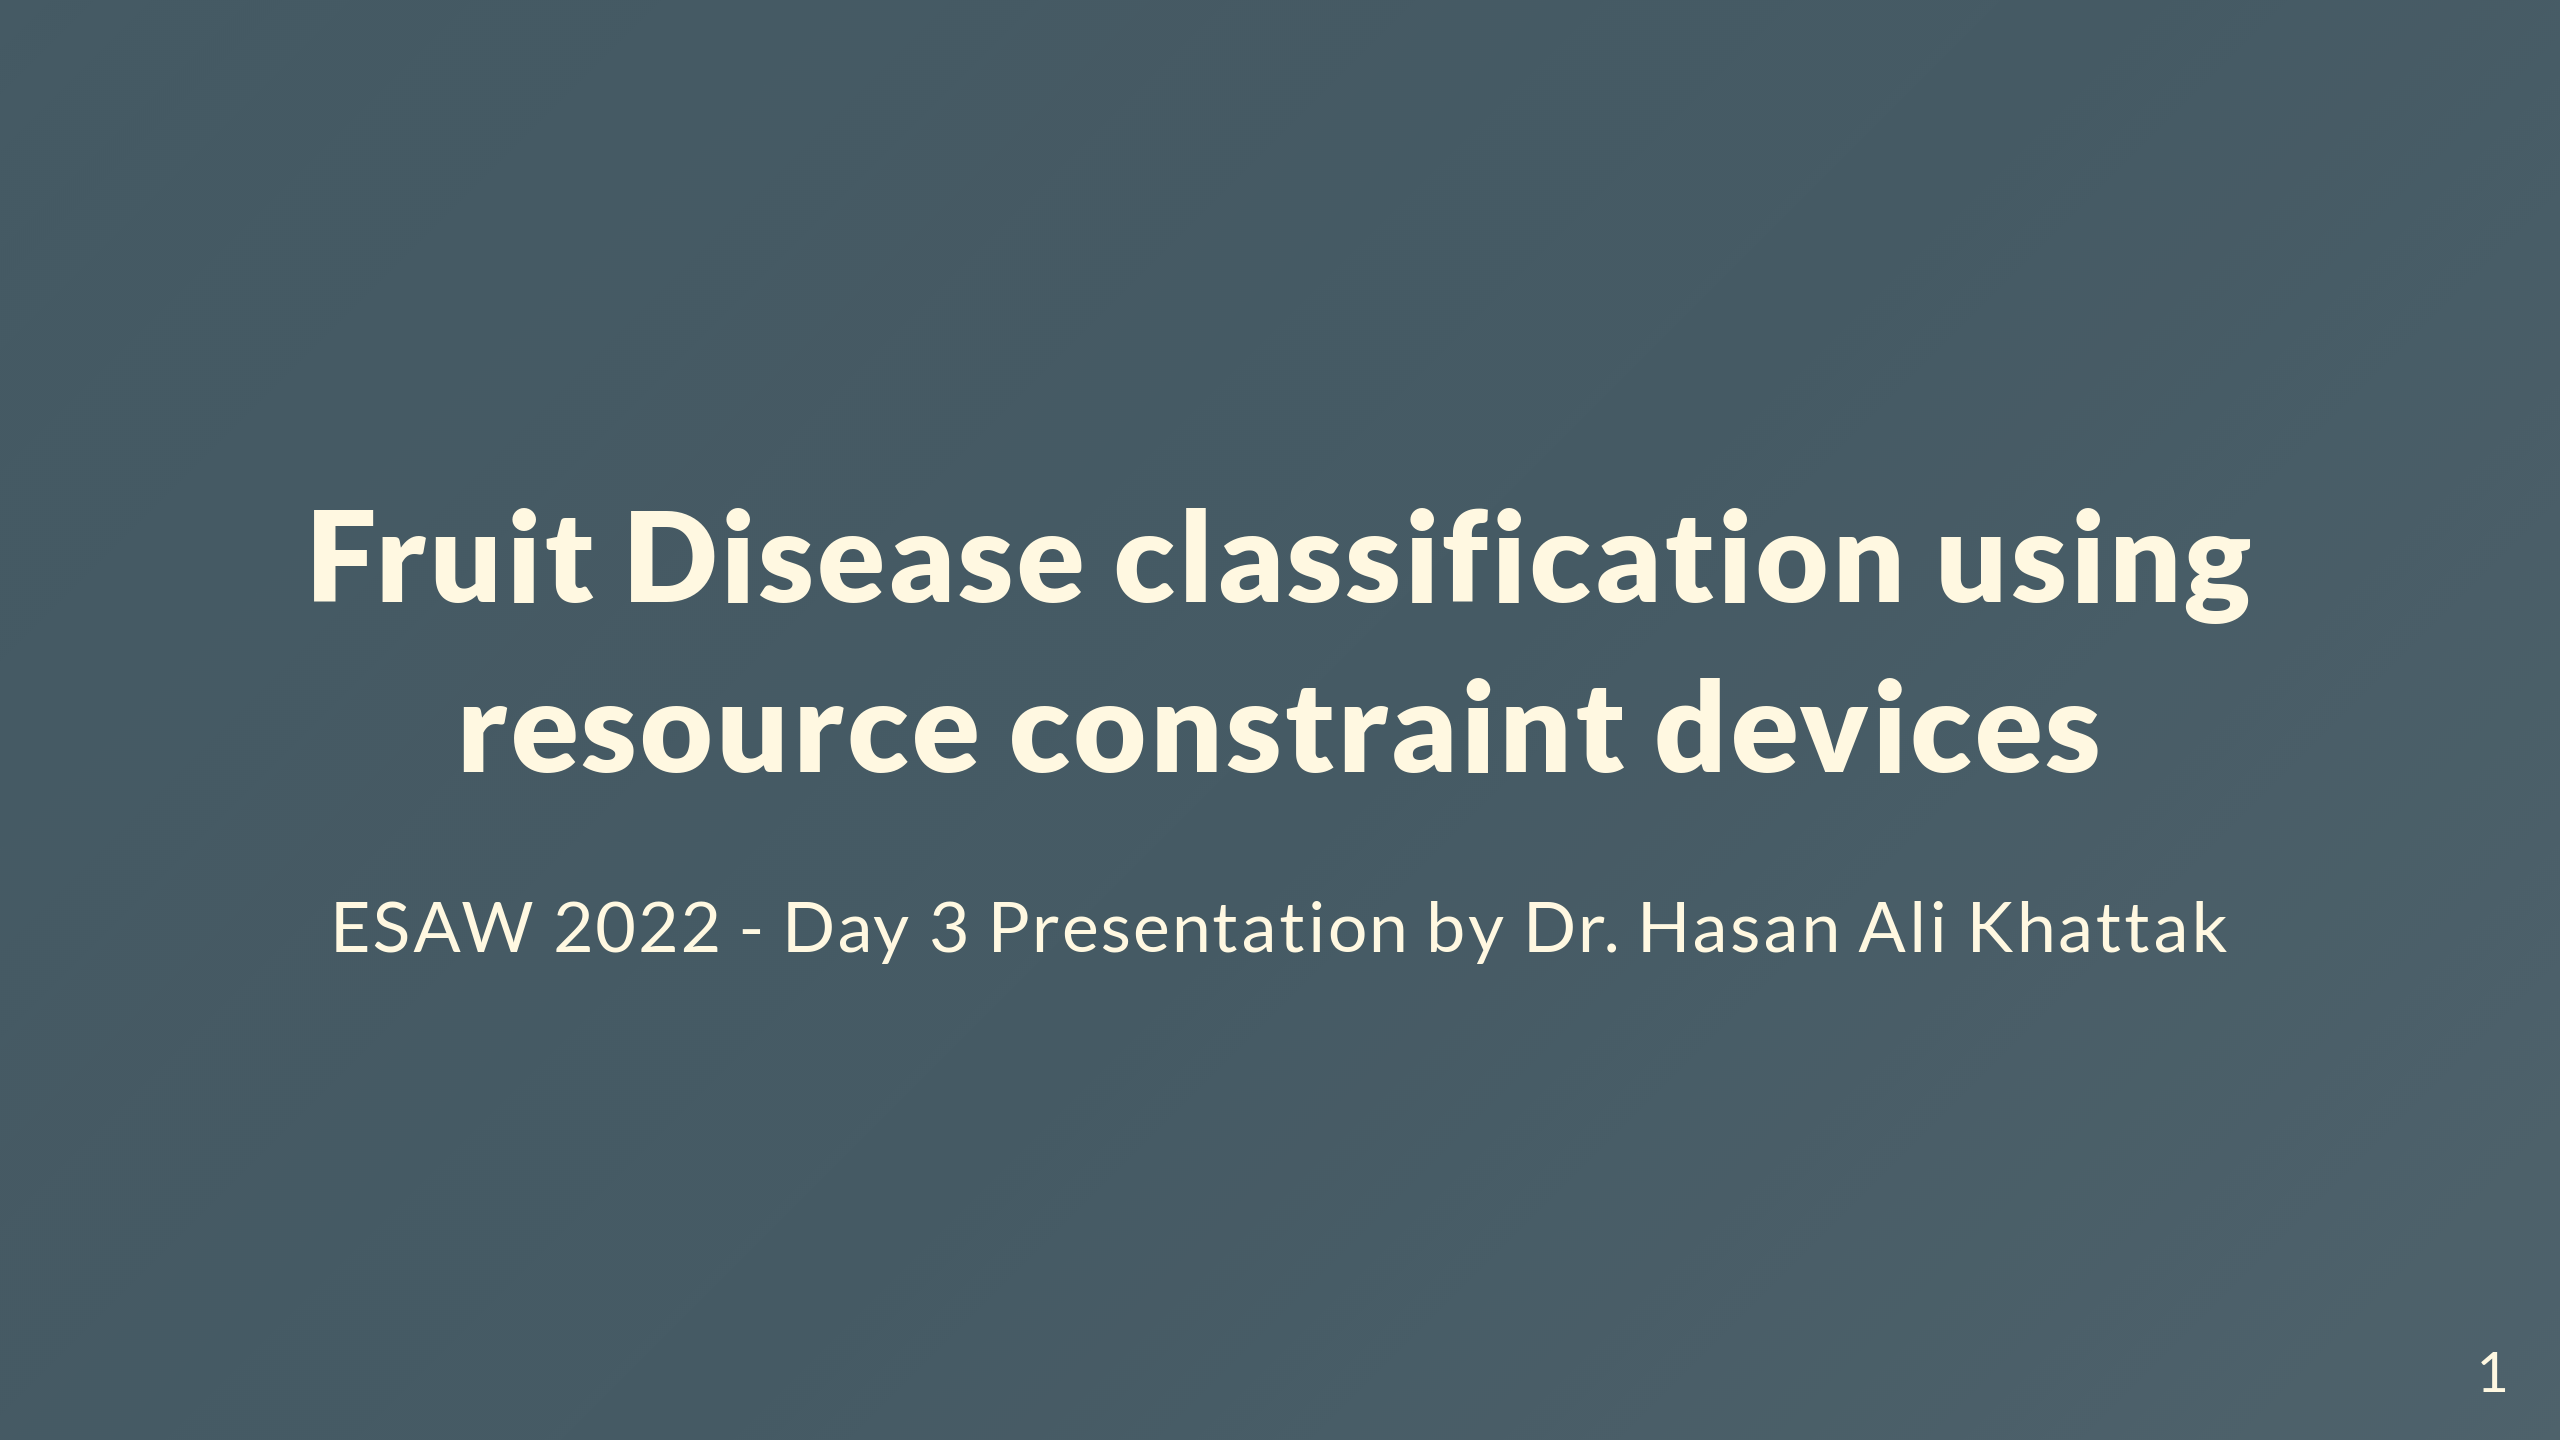 Fruit Disease classification using
resource constraint devices
ESAW 2022 - Day 3 Presentation by Dr. Hasan Ali Khattak
1